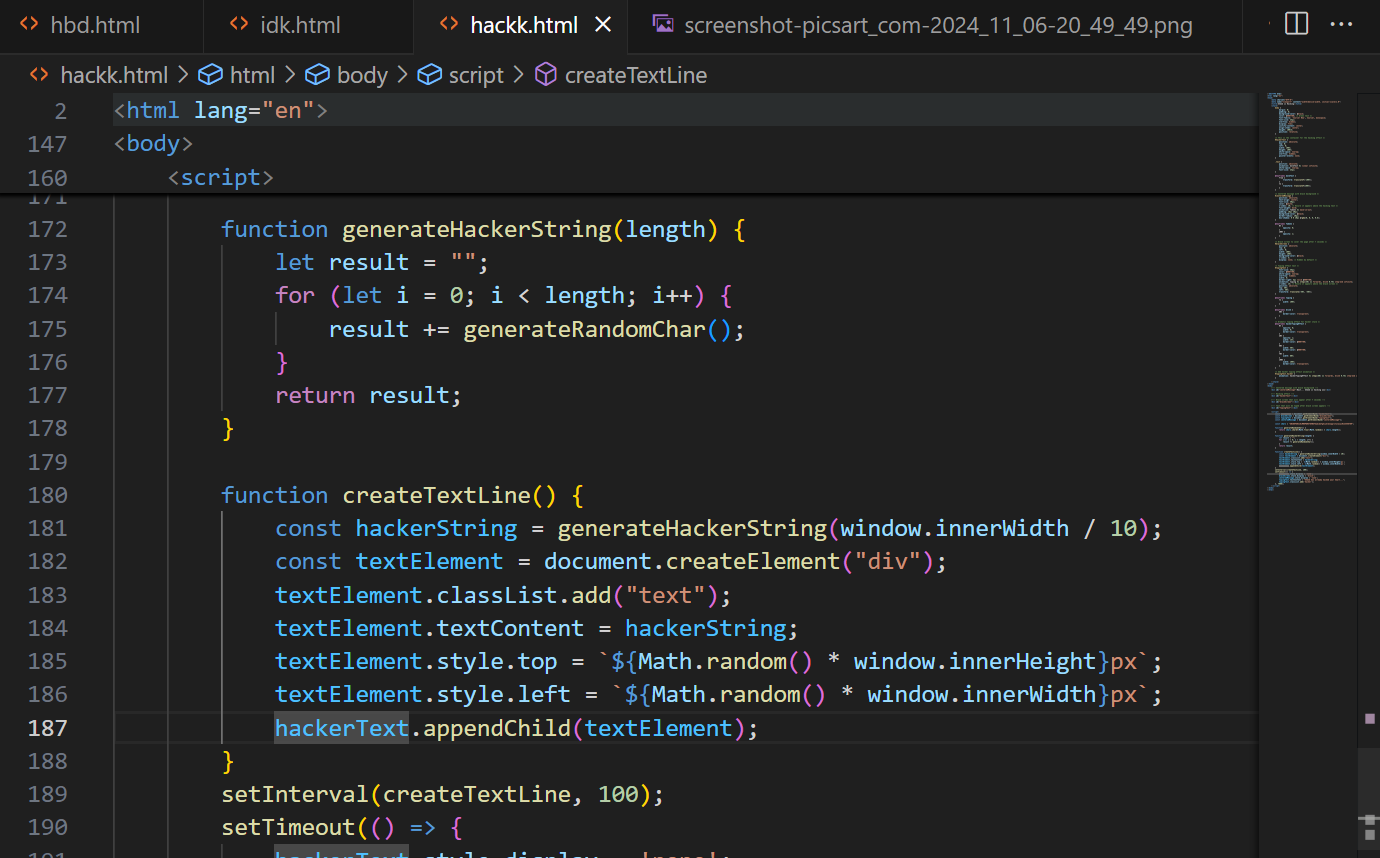 hbd.html idk.html hackk.html screenshot-picsart_com-2024_11_06-20_49_49.png
hackk.html > html > body > script > createTextLine
2 <html lang="en">
147 <body>
160 <script>
171
172 function generateHackerString(length) {
173 let result = "";
174 for (let i = 0; i < length; i++) {
175 result += generateRandomChar();
176 }
177 return result;
178 }
179
180 function createTextLine() {
181 const hackerString = generateHackerString(window.innerWidth / 10);
182 const textElement = document.createElement("div");
183 textElement.classList.add("text");
184 textElement.textContent = hackerString;
185 textElement.style.top = `${Math.random() * window.innerHeight}px`;
186 textElement.style.left = `${Math.random() * window.innerWidth}px`;
187 hackerText.appendChild(textElement);
188 }
189 setInterval(createTextLine, 100);
190 setTimeout(() => {
191 hackerText.style.display = 'none';